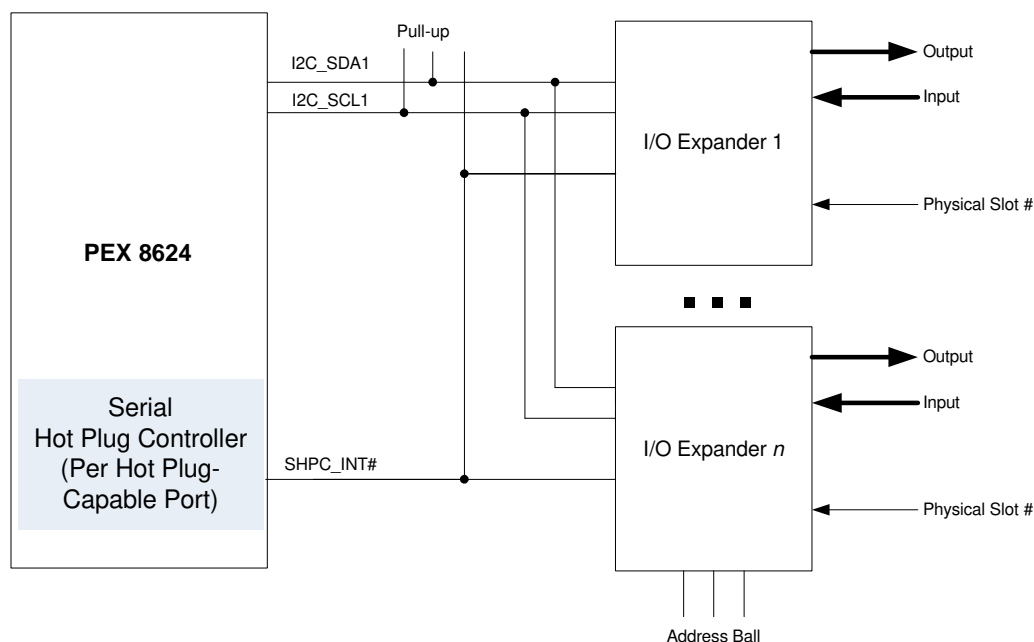 PEX 8624
Serial
Hot Plug Controller
(Per Hot Plug-
Capable Port)
Pull-up
I2C_SDA1
I2C_SCL1
SHPC_INT#
I/O Expander 1
Output
Input
Physical Slot #
I/O Expander n
Output
Input
Physical Slot #
Address Ball